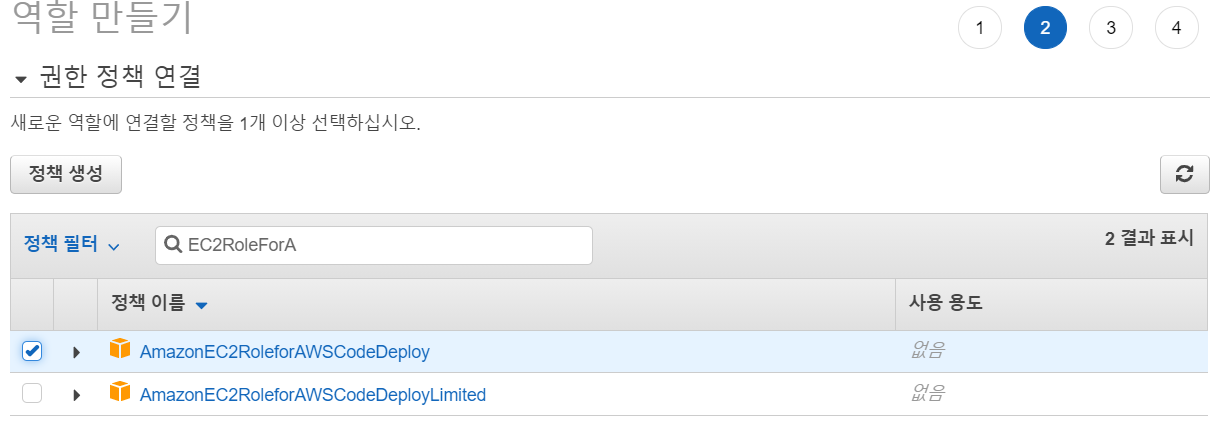 역할 만들기
1 2 3 4
권한 정책 연결
새로운 역할에 연결할 정책을 1개 이상 선택하십시오.
정책 생성
정책 필터 EC2RoleForA 2 결과 표시
정책 이름 사용 용도
AmazonEC2RoleforAWSCodeDeploy 없음
AmazonEC2RoleforAWSCodeDeployLimited 없음